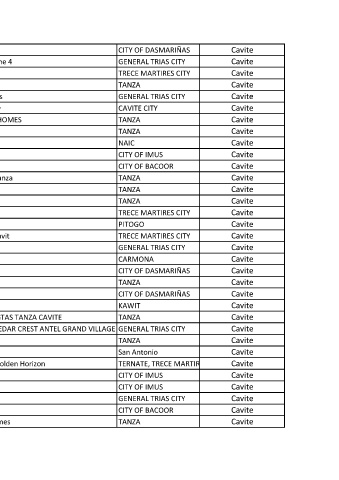 CITY OF DASMARIÑAS Cavite
ne 4 GENERAL TRIAS CITY Cavite
TRECE MARTIRES CITY Cavite
TANZA Cavite
s GENERAL TRIAS CITY Cavite
CAVITE CITY Cavite
HOMES TANZA Cavite
TANZA Cavite
NAIC Cavite
CITY OF IMUS Cavite
CITY OF BACOOR Cavite
anza TANZA Cavite
TANZA Cavite
TANZA Cavite
TRECE MARTIRES CITY Cavite
PITOGO Cavite
avit TRECE MARTIRES CITY Cavite
GENERAL TRIAS CITY Cavite
CARMONA Cavite
CITY OF DASMARIÑAS Cavite
TANZA Cavite
CITY OF DASMARIÑAS Cavite
KAWIT Cavite
STAS TANZA CAVITE TANZA Cavite
EDAR CREST ANTEL GRAND VILLAGE GENERAL TRIAS CITY Cavite
TANZA Cavite
San Antonio Cavite
olden Horizon TERNATE, TRECE MARTIR Cavite
CITY OF IMUS Cavite
CITY OF IMUS Cavite
GENERAL TRIAS CITY Cavite
CITY OF BACOOR Cavite
mes TANZA Cavite